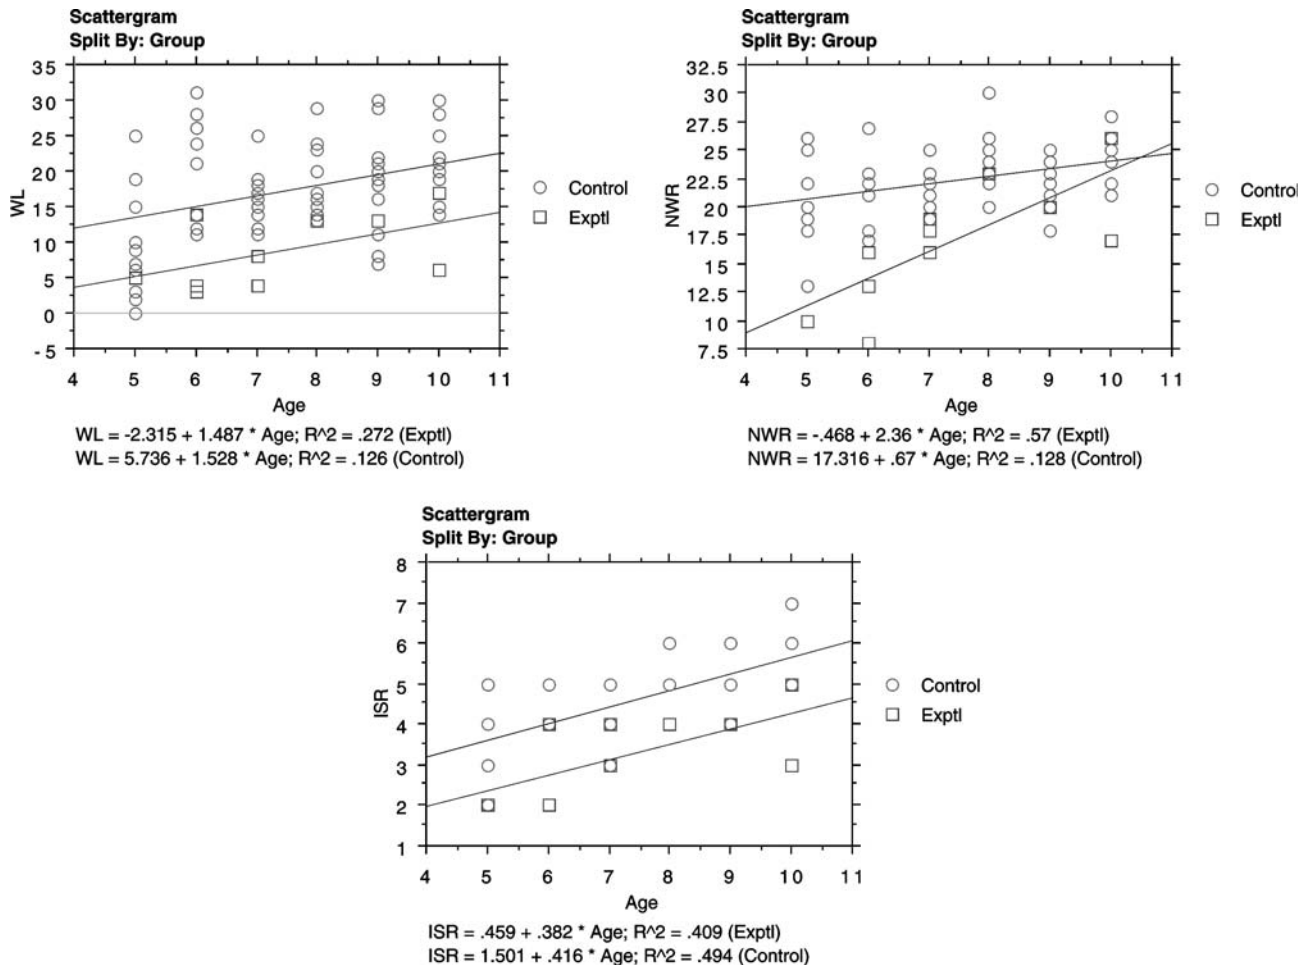 Scattergram
Split By: Group
35
30
25
20
15
10
5
0
-5
WL
4 5 6 7 8 9 10 11
Age
Control
Exptl
WL = -2.315 + 1.487 * Age; R^2 = .272 (Exptl)
WL = 5.736 + 1.528 * Age; R^2 = .126 (Control)
Scattergram
Split By: Group
32.5
30
27.5
25
22.5
20
17.5
15
12.5
10
7.5
NWR
4 5 6 7 8 9 10 11
Age
Control
Exptl
NWR = -.468 + 2.36 * Age; R^2 = .57 (Exptl)
NWR = 17.316 + .67 * Age; R^2 = .128 (Control)
Scattergram
Split By: Group
8
7
6
5
4
3
2
1
ISR
4 5 6 7 8 9 10 11
Age
Control
Exptl
ISR = .459 + .382 * Age; R^2 = .409 (Exptl)
ISR = 1.501 + .416 * Age; R^2 = .494 (Control)